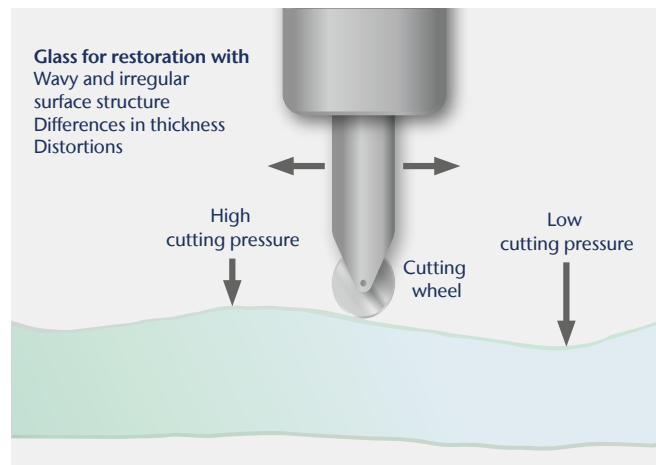 Glass for restoration with
Wavy and irregular
surface structure
Differences in thickness
Distortions
High
cutting pressure
Low
cutting pressure
Cutting
wheel